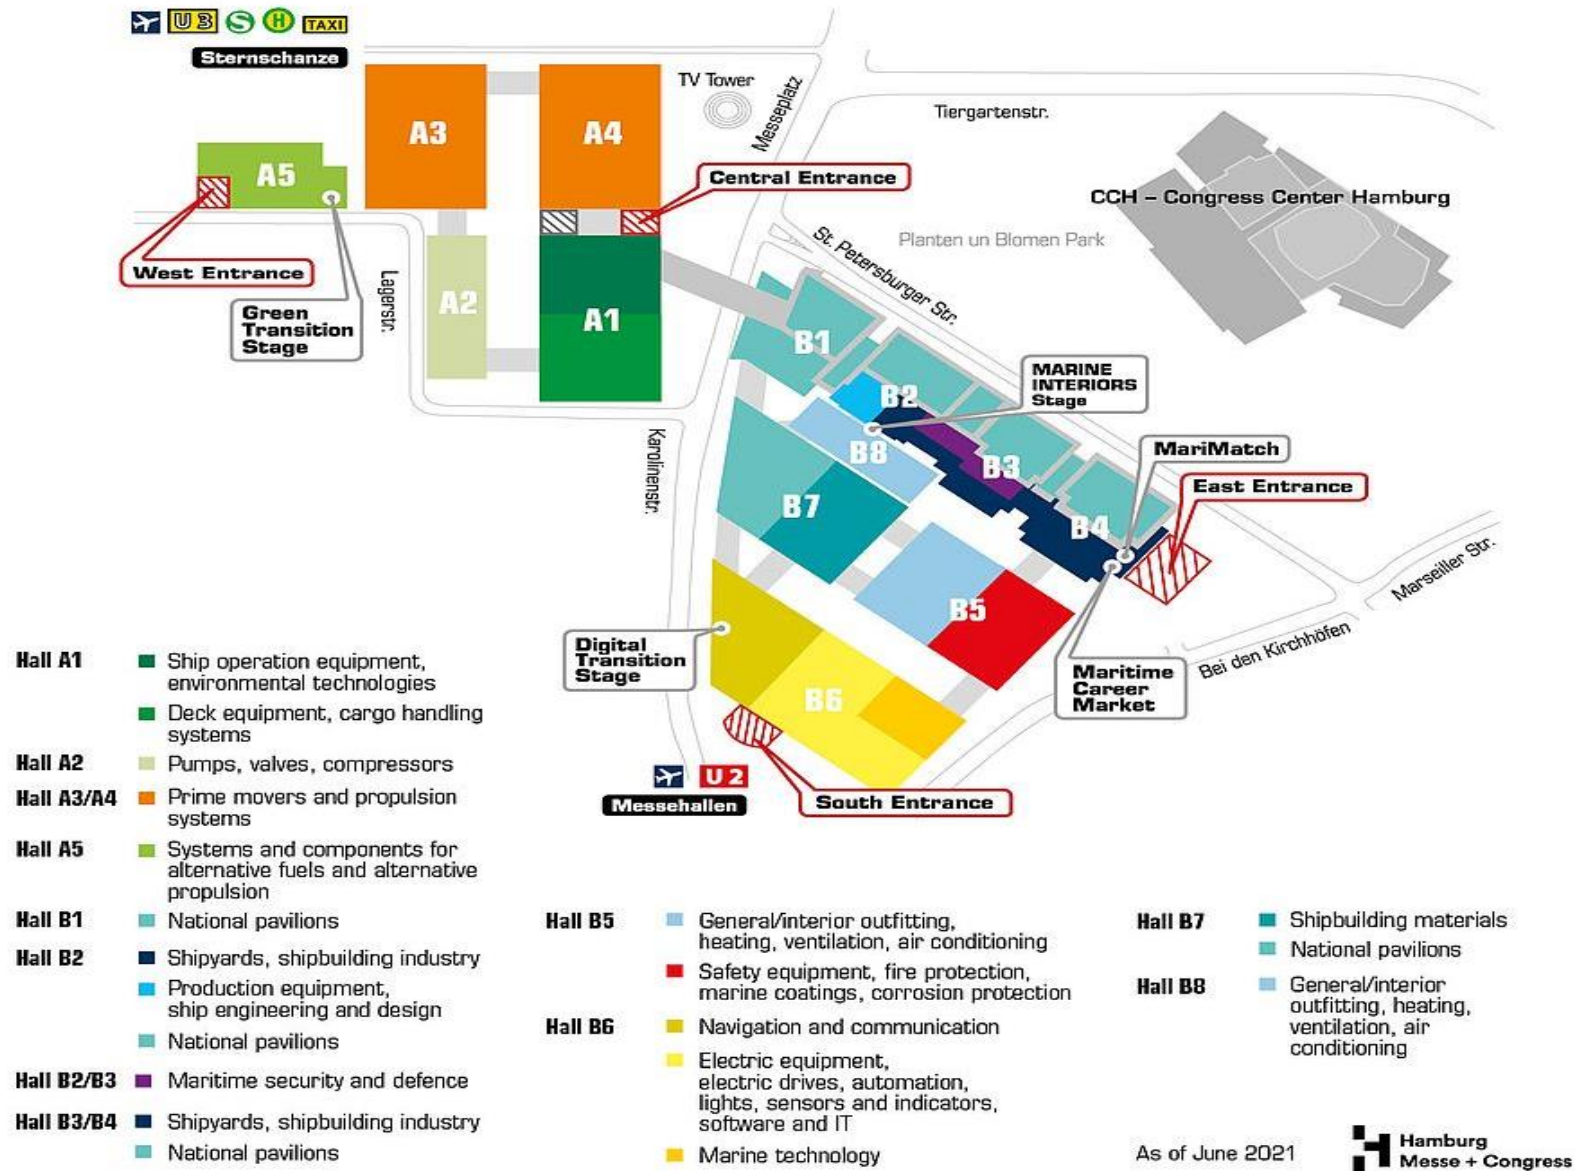 U3 S H TAXI
Sternschanze
A3
A4
TV Tower
Messeplatz
Tiergartenstr.
A5
Central Entrance
CCH – Congress Center Hamburg
West Entrance
St. Petersburger Str.
Planten un Blomen Park
Green
Transition
Stage
Lagerstr.
A2
A1
B1
MARINE
INTERIORS
Stage
B2
B8
B3
MariMatch
East Entrance
Karolinenstr.
B7
B4
Marseiller Str.
B5
Digital
Transition
Stage
Bei den Kirchhöfen
Maritime
Career
Market
B6
U2
Messehallen
South Entrance
Hall A1
Ship operation equipment,
environmental technologies
Deck equipment, cargo handling
systems
Hall A2
Pumps, valves, compressors
Hall A3/A4
Prime movers and propulsion
systems
Hall A5
Systems and components for
alternative fuels and alternative
propulsion
Hall B1
National pavilions
Hall B2
Shipyards, shipbuilding industry
Production equipment,
ship engineering and design
National pavilions
Hall B2/B3
Maritime security and defence
Hall B3/B4
Shipyards, shipbuilding industry
National pavilions
Hall B5
General/interior outfitting,
heating, ventilation, air conditioning
Safety equipment, fire protection,
marine coatings, corrosion protection
Hall B6
Navigation and communication
Electric equipment,
electric drives, automation,
lights, sensors and indicators,
software and IT
Marine technology
Hall B7
Shipbuilding materials
National pavilions
Hall B8
General/interior
outfitting, heating,
ventilation, air
conditioning
As of June 2021
Hamburg
Messe + Congress